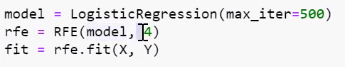 model = LogisticRegression(max_iter=500)
rfe = RFE(model, 4)
fit = rfe.fit(X, Y)